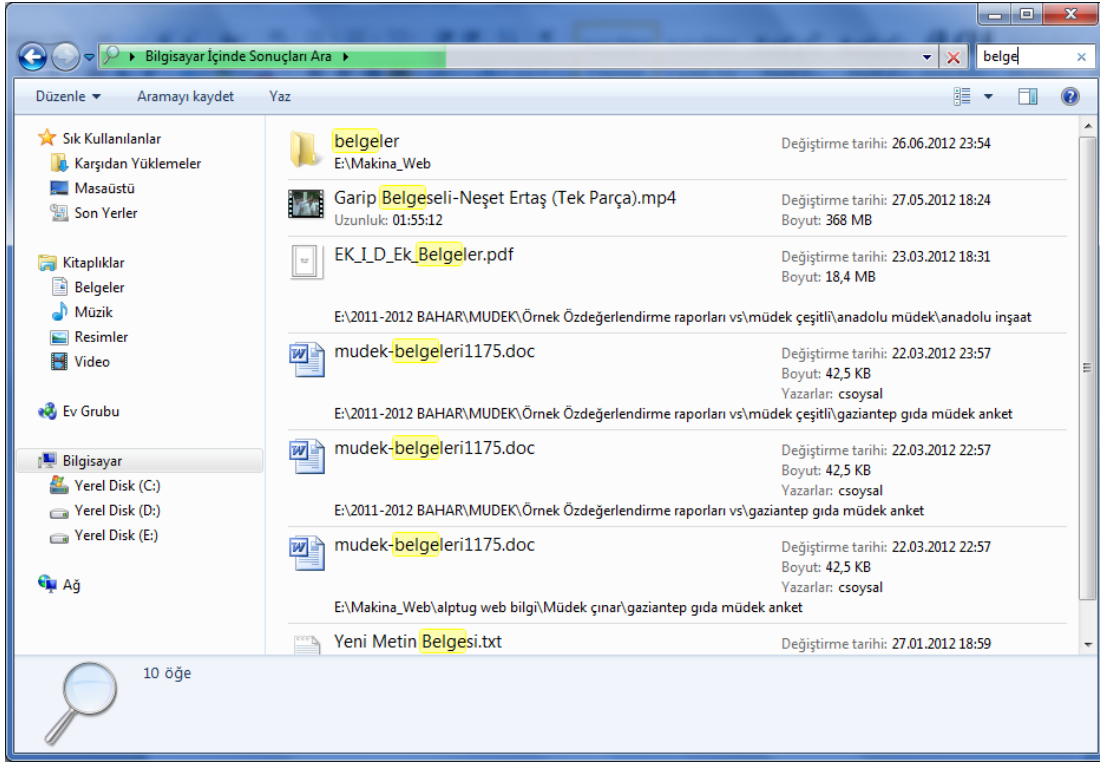 Bilgisayar İçinde Sonuçları Ara
belge
Düzenle Aramayı kaydet Yaz
Sık Kullanılanlar
Karşıdan Yüklemeler
Masaüstü
Son Yerler
Kitaplıklar
Belgeler
Müzik
Resimler
Video
Ev Grubu
Bilgisayar
Yerel Disk (C:)
Yerel Disk (D:)
Yerel Disk (E:)
Ağ
belgeler
E:\Makina_Web
Değiştirme tarihi: 26.06.2012 23:54
Garip Belgeseli-Neşet Ertaş (Tek Parça).mp4
Uzunluk: 01:55:12
Değiştirme tarihi: 27.05.2012 18:24
Boyut: 368 MB
EK_I_D_Ek_Belgeler.pdf
Değiştirme tarihi: 23.03.2012 18:31
Boyut: 18,4 MB
E:\2011-2012 BAHAR\MUDEK\Örnek Özdeğerlendirme raporları vs\müdek çeşitli\anadolu müdek\anadolu inşaat
mudek-belgeleri1175.doc
Değiştirme tarihi: 22.03.2012 23:57
Boyut: 42,5 KB
Yazarlar: csoysal
E:\2011-2012 BAHAR\MUDEK\Örnek Özdeğerlendirme raporları vs\müdek çeşitli\gaziantep gıda müdek anket
mudek-belgeleri1175.doc
Değiştirme tarihi: 22.03.2012 22:57
Boyut: 42,5 KB
Yazarlar: csoysal
E:\2011-2012 BAHAR\MUDEK\Örnek Özdeğerlendirme raporları vs\gaziantep gıda müdek anket
mudek-belgeleri1175.doc
Değiştirme tarihi: 22.03.2012 22:57
Boyut: 42,5 KB
Yazarlar: csoysal
E:\Makina_Web\alptug web bilgi\Müdek çınar\gaziantep gıda müdek anket
Yeni Metin Belgesi.txt
Değiştirme tarihi: 27.01.2012 18:59
10 öğe